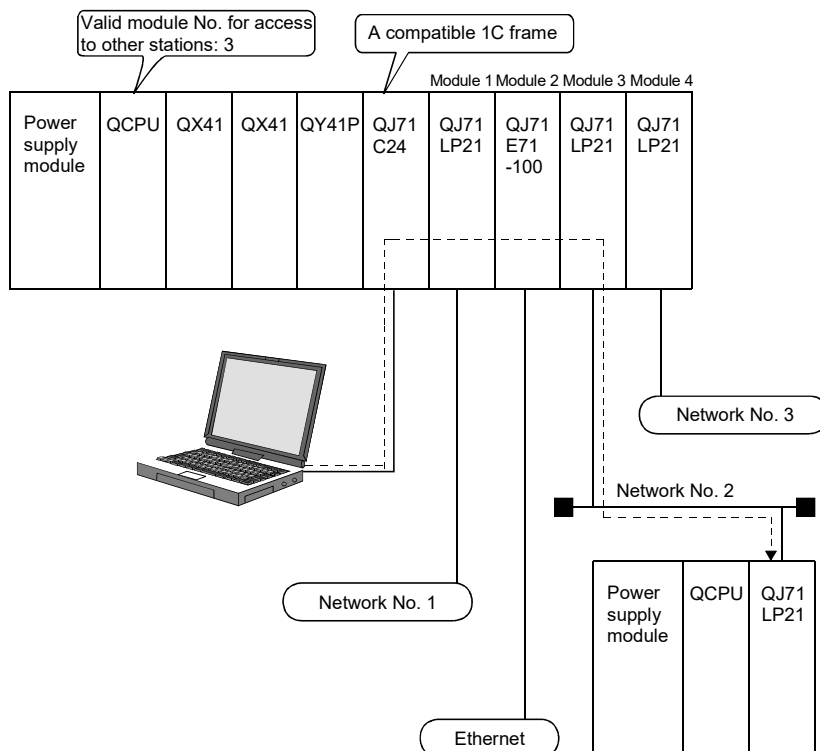 Valid module No. for access
to other stations: 3
A compatible 1C frame
Module 1 Module 2 Module 3 Module 4
Power
supply
module
QCPU
QX41
QX41
QY41P
QJ71
C24
QJ71
LP21
QJ71
E71
-100
QJ71
LP21
QJ71
LP21
Network No. 3
Network No. 2
Network No. 1
Power
supply
module
QCPU
QJ71
LP21
Ethernet